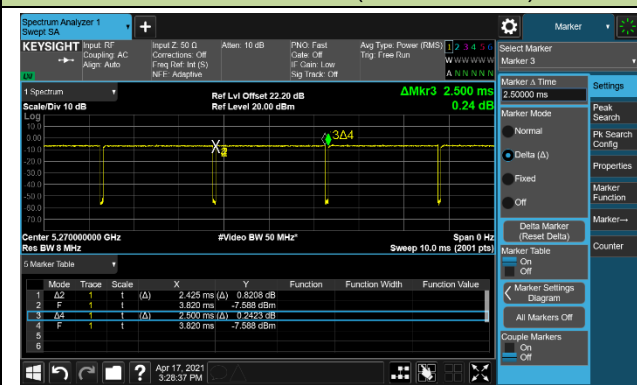 Spectrum Analyzer 1
Swept SA
+
Marker
KEYSIGHT Input: RF Input Z: 50 Ω Atten: 10 dB PNO: Fast Avg Type: Power (RMS) 1 2 3 4 5 6
Coupling: AC Corrections: Off Gate: Off Trig: Free Run
Align: Auto Freq Ref: Int (S) IF Gain: Low W W W W W W
NFE: Adaptive Sig Track: Off A N N N N N
LXI
Select Marker
Marker 3
1 Spectrum
Scale/Div 10 dB
Ref Lvl Offset 22.20 dB
Ref Level 20.00 dBm
ΔMkr3 2.500 ms
0.24 dB
Log
10.0
0.00
-10.0
-20.0
-30.0
-40.0
-50.0
-60.0
-70.0
3Δ4
Center 5.270000000 GHz
#Video BW 50 MHz*
Span 0 Hz
Res BW 8 MHz
Sweep 10.0 ms (2001 pts)
5 Marker Table
Mode Trace Scale X Y Function Function Width Function Value
1 Δ2 1 t (Δ) 2.425 ms (Δ) 0.8208 dB
2 F 1 t 3.820 ms -7.588 dBm
3 Δ4 1 t (Δ) 2.500 ms (Δ) 0.2423 dB
4 F 1 t 3.820 ms -7.588 dBm
5
6
Marker Δ Time
2.50000 ms
Marker Mode
Normal
Delta (Δ)
Fixed
Off
Delta Marker
(Reset Delta)
Marker Table
On
Off
Marker Settings
Diagram
All Markers Off
Couple Markers
On
Off
Settings
Peak
Search
Pk Search
Config
Properties
Marker
Function
Marker→
Counter
?
Apr 17, 2021
3:28:37 PM